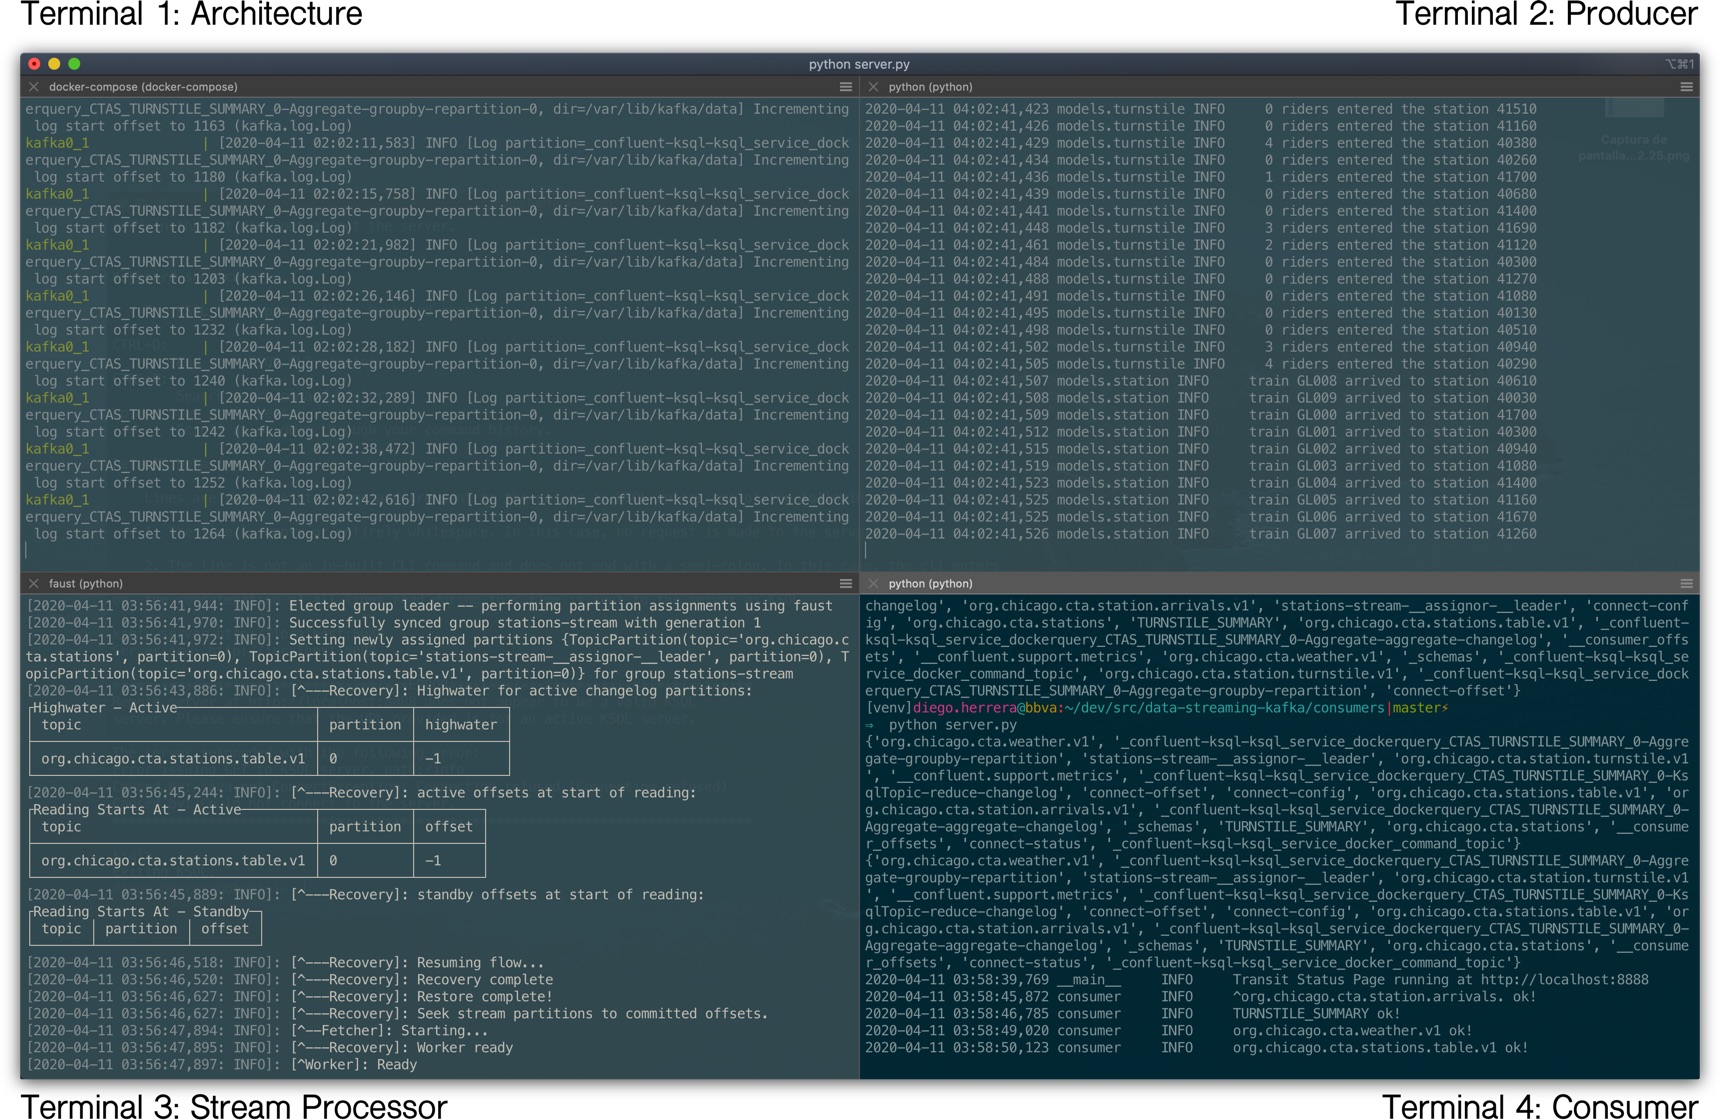 Terminal 1: Architecture
Terminal 2: Producer
python server.py
⌥⌘1
docker-compose (docker-compose)
erquery_CTAS_TURNSTILE_SUMMARY_0-Aggregate-groupby-repartition-0, dir=/var/lib/kafka/data] Incrementing
log start offset to 1163 (kafka.log.Log)
kafka0_1 | [2020-04-11 02:02:11,583] INFO [Log partition=_confluent-ksql-ksql_service_dock
erquery_CTAS_TURNSTILE_SUMMARY_0-Aggregate-groupby-repartition-0, dir=/var/lib/kafka/data] Incrementing
log start offset to 1180 (kafka.log.Log)
kafka0_1 | [2020-04-11 02:02:15,758] INFO [Log partition=_confluent-ksql-ksql_service_dock
erquery_CTAS_TURNSTILE_SUMMARY_0-Aggregate-groupby-repartition-0, dir=/var/lib/kafka/data] Incrementing
log start offset to 1182 (kafka.log.Log)
kafka0_1 | [2020-04-11 02:02:21,982] INFO [Log partition=_confluent-ksql-ksql_service_dock
erquery_CTAS_TURNSTILE_SUMMARY_0-Aggregate-groupby-repartition-0, dir=/var/lib/kafka/data] Incrementing
log start offset to 1203 (kafka.log.Log)
kafka0_1 | [2020-04-11 02:02:26,146] INFO [Log partition=_confluent-ksql-ksql_service_dock
erquery_CTAS_TURNSTILE_SUMMARY_0-Aggregate-groupby-repartition-0, dir=/var/lib/kafka/data] Incrementing
log start offset to 1232 (kafka.log.Log)
kafka0_1 | [2020-04-11 02:02:28,182] INFO [Log partition=_confluent-ksql-ksql_service_dock
erquery_CTAS_TURNSTILE_SUMMARY_0-Aggregate-groupby-repartition-0, dir=/var/lib/kafka/data] Incrementing
log start offset to 1240 (kafka.log.Log)
kafka0_1 | [2020-04-11 02:02:32,289] INFO [Log partition=_confluent-ksql-ksql_service_dock
erquery_CTAS_TURNSTILE_SUMMARY_0-Aggregate-groupby-repartition-0, dir=/var/lib/kafka/data] Incrementing
log start offset to 1242 (kafka.log.Log)
kafka0_1 | [2020-04-11 02:02:38,472] INFO [Log partition=_confluent-ksql-ksql_service_dock
erquery_CTAS_TURNSTILE_SUMMARY_0-Aggregate-groupby-repartition-0, dir=/var/lib/kafka/data] Incrementing
log start offset to 1252 (kafka.log.Log)
kafka0_1 | [2020-04-11 02:02:42,616] INFO [Log partition=_confluent-ksql-ksql_service_dock
erquery_CTAS_TURNSTILE_SUMMARY_0-Aggregate-groupby-repartition-0, dir=/var/lib/kafka/data] Incrementing
log start offset to 1264 (kafka.log.Log)
python (python)
2020-04-11 04:02:41,423 models.turnstile INFO 0 riders entered the station 41510
2020-04-11 04:02:41,426 models.turnstile INFO 0 riders entered the station 41160
2020-04-11 04:02:41,429 models.turnstile INFO 4 riders entered the station 40380
2020-04-11 04:02:41,434 models.turnstile INFO 0 riders entered the station 40260
2020-04-11 04:02:41,436 models.turnstile INFO 1 riders entered the station 41700
2020-04-11 04:02:41,439 models.turnstile INFO 0 riders entered the station 40680
2020-04-11 04:02:41,441 models.turnstile INFO 0 riders entered the station 41400
2020-04-11 04:02:41,448 models.turnstile INFO 3 riders entered the station 41690
2020-04-11 04:02:41,461 models.turnstile INFO 2 riders entered the station 41120
2020-04-11 04:02:41,484 models.turnstile INFO 0 riders entered the station 40300
2020-04-11 04:02:41,488 models.turnstile INFO 0 riders entered the station 41270
2020-04-11 04:02:41,491 models.turnstile INFO 0 riders entered the station 41080
2020-04-11 04:02:41,495 models.turnstile INFO 0 riders entered the station 40130
2020-04-11 04:02:41,498 models.turnstile INFO 0 riders entered the station 40510
2020-04-11 04:02:41,502 models.turnstile INFO 3 riders entered the station 40940
2020-04-11 04:02:41,505 models.turnstile INFO 4 riders entered the station 40290
2020-04-11 04:02:41,507 models.station INFO train GL008 arrived to station 40610
2020-04-11 04:02:41,508 models.station INFO train GL009 arrived to station 40030
2020-04-11 04:02:41,509 models.station INFO train GL000 arrived to station 41700
2020-04-11 04:02:41,512 models.station INFO train GL001 arrived to station 40300
2020-04-11 04:02:41,515 models.station INFO train GL002 arrived to station 40940
2020-04-11 04:02:41,519 models.station INFO train GL003 arrived to station 41080
2020-04-11 04:02:41,523 models.station INFO train GL004 arrived to station 41400
2020-04-11 04:02:41,525 models.station INFO train GL005 arrived to station 41160
2020-04-11 04:02:41,525 models.station INFO train GL006 arrived to station 41670
2020-04-11 04:02:41,526 models.station INFO train GL007 arrived to station 41260
Captura de
pantalla...2.25.png
faust (python)
[2020-04-11 03:56:41,944: INFO]: Elected group leader -- performing partition assignments using faust
[2020-04-11 03:56:41,970: INFO]: Successfully synced group stations-stream with generation 1
[2020-04-11 03:56:41,972: INFO]: Setting newly assigned partitions {TopicPartition(topic='org.chicago.c
ta.stations', partition=0), TopicPartition(topic='stations-stream-__assignor-__leader', partition=0), T
opicPartition(topic='org.chicago.cta.stations.table.v1', partition=0)} for group stations-stream
[2020-04-11 03:56:43,886: INFO]: [^---Recovery]: Highwater for active changelog partitions:
Highwater - Active
topic partition highwater
org.chicago.cta.stations.table.v1 0 -1
[2020-04-11 03:56:45,244: INFO]: [^---Recovery]: active offsets at start of reading:
Reading Starts At - Active
topic partition offset
org.chicago.cta.stations.table.v1 0 -1
[2020-04-11 03:56:45,889: INFO]: [^---Recovery]: standby offsets at start of reading:
Reading Starts At - Standby
topic partition offset
[2020-04-11 03:56:46,518: INFO]: [^---Recovery]: Resuming flow...
[2020-04-11 03:56:46,520: INFO]: [^---Recovery]: Recovery complete
[2020-04-11 03:56:46,627: INFO]: [^---Recovery]: Restore complete!
[2020-04-11 03:56:46,627: INFO]: [^---Recovery]: Seek stream partitions to committed offsets.
[2020-04-11 03:56:47,894: INFO]: [^--Fetcher]: Starting...
[2020-04-11 03:56:47,895: INFO]: [^---Recovery]: Worker ready
[2020-04-11 03:56:47,897: INFO]: [^Worker]: Ready
python (python)
changelog', 'org.chicago.cta.station.arrivals.v1', 'stations-stream-__assignor-__leader', 'connect-conf
ig', 'org.chicago.cta.stations', 'TURNSTILE_SUMMARY', 'org.chicago.cta.stations.table.v1', '_confluent-
ksql-ksql_service_dockerquery_CTAS_TURNSTILE_SUMMARY_0-Aggregate-aggregate-changelog', '__consumer_offs
ets', '__confluent.support.metrics', 'org.chicago.cta.weather.v1', '_schemas', '_confluent-ksql-ksql_se
rvice_docker_command_topic', 'org.chicago.cta.station.turnstile.v1', '_confluent-ksql-ksql_service_dock
erquery_CTAS_TURNSTILE_SUMMARY_0-Aggregate-groupby-repartition', 'connect-offset'}
[venv]diego.herrera@bbva:~/dev/src/data-streaming-kafka/consumers|master⚡
⇒ python server.py
{'org.chicago.cta.weather.v1', '_confluent-ksql-ksql_service_dockerquery_CTAS_TURNSTILE_SUMMARY_0-Aggre
gate-groupby-repartition', 'stations-stream-__assignor-__leader', 'org.chicago.cta.station.turnstile.v1
', '__confluent.support.metrics', '_confluent-ksql-ksql_service_dockerquery_CTAS_TURNSTILE_SUMMARY_0-Ks
qlTopic-reduce-changelog', 'connect-offset', 'connect-config', 'org.chicago.cta.stations.table.v1', 'or
g.chicago.cta.station.arrivals.v1', '_confluent-ksql-ksql_service_dockerquery_CTAS_TURNSTILE_SUMMARY_0-
Aggregate-aggregate-changelog', '_schemas', 'TURNSTILE_SUMMARY', 'org.chicago.cta.stations', '__consume
r_offsets', 'connect-status', '_confluent-ksql-ksql_service_docker_command_topic'}
{'org.chicago.cta.weather.v1', '_confluent-ksql-ksql_service_dockerquery_CTAS_TURNSTILE_SUMMARY_0-Aggre
gate-groupby-repartition', 'stations-stream-__assignor-__leader', 'org.chicago.cta.station.turnstile.v1
', '__confluent.support.metrics', '_confluent-ksql-ksql_service_dockerquery_CTAS_TURNSTILE_SUMMARY_0-Ks
qlTopic-reduce-changelog', 'connect-offset', 'connect-config', 'org.chicago.cta.stations.table.v1', 'or
g.chicago.cta.station.arrivals.v1', '_confluent-ksql-ksql_service_dockerquery_CTAS_TURNSTILE_SUMMARY_0-
Aggregate-aggregate-changelog', '_schemas', 'TURNSTILE_SUMMARY', 'org.chicago.cta.stations', '__consume
r_offsets', 'connect-status', '_confluent-ksql-ksql_service_docker_command_topic'}
2020-04-11 03:58:39,769 __main__ INFO Transit Status Page running at http://localhost:8888
2020-04-11 03:58:45,872 consumer INFO ^org.chicago.cta.station.arrivals. ok!
2020-04-11 03:58:46,785 consumer INFO TURNSTILE_SUMMARY ok!
2020-04-11 03:58:49,020 consumer INFO org.chicago.cta.weather.v1 ok!
2020-04-11 03:58:50,123 consumer INFO org.chicago.cta.stations.table.v1 ok!
Terminal 3: Stream Processor
Terminal 4: Consumer